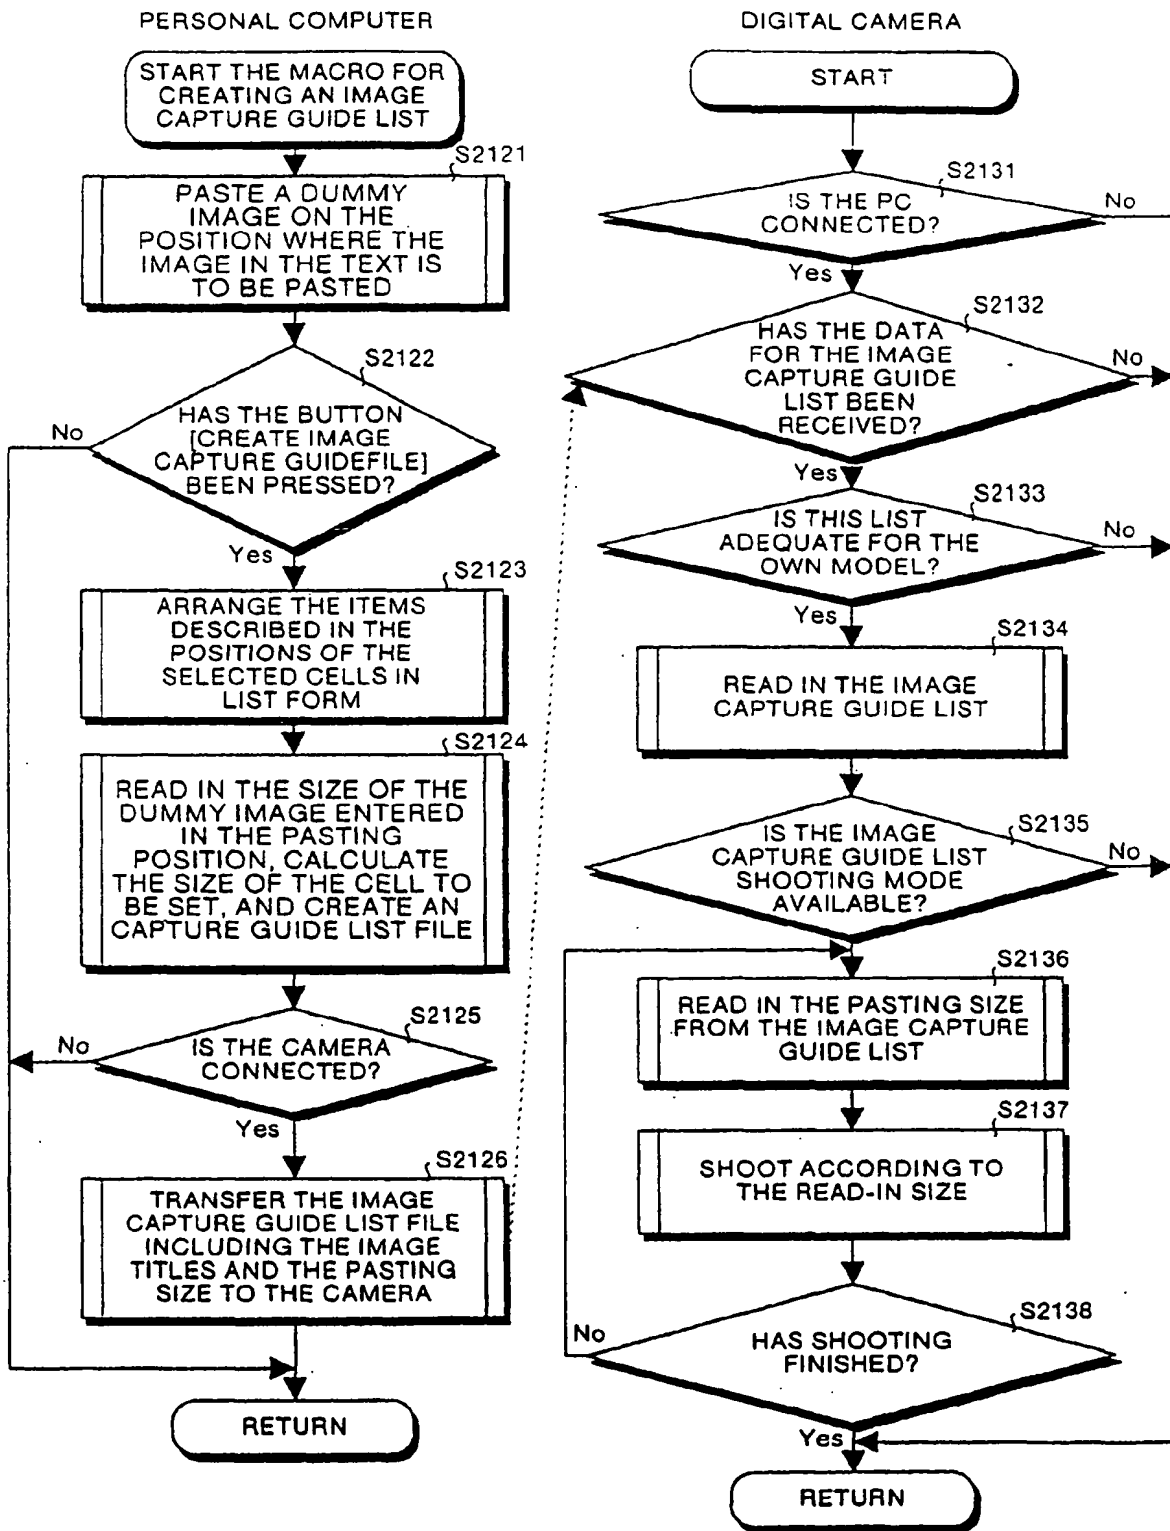 PERSONAL COMPUTER
START THE MACRO FOR
CREATING AN IMAGE
CAPTURE GUIDE LIST
S2121
PASTE A DUMMY
IMAGE ON THE
POSITION WHERE THE
IMAGE IN THE TEXT IS
TO BE PASTED
S2122
HAS THE BUTTON
[CREATE IMAGE
CAPTURE GUIDEFILE]
BEEN PRESSED?
No
Yes
S2123
ARRANGE THE ITEMS
DESCRIBED IN THE
POSITIONS OF THE
SELECTED CELLS IN
LIST FORM
S2124
READ IN THE SIZE OF THE
DUMMY IMAGE ENTERED
IN THE PASTING
POSITION, CALCULATE
THE SIZE OF THE CELL TO
BE SET, AND CREATE AN
CAPTURE GUIDE LIST FILE
S2125
IS THE CAMERA
CONNECTED?
No
Yes
S2126
TRANSFER THE IMAGE
CAPTURE GUIDE LIST FILE
INCLUDING THE IMAGE
TITLES AND THE PASTING
SIZE TO THE CAMERA
RETURN
DIGITAL CAMERA
START
S2131
IS THE PC
CONNECTED?
No
Yes
S2132
HAS THE DATA
FOR THE IMAGE
CAPTURE GUIDE
LIST BEEN
RECEIVED?
No
Yes
S2133
IS THIS LIST
ADEQUATE FOR THE
OWN MODEL?
No
Yes
S2134
READ IN THE IMAGE
CAPTURE GUIDE LIST
S2135
IS THE IMAGE
CAPTURE GUIDE LIST
SHOOTING MODE
AVAILABLE?
No
S2136
READ IN THE PASTING SIZE
FROM THE IMAGE CAPTURE
GUIDE LIST
S2137
SHOOT ACCORDING TO
THE READ-IN SIZE
S2138
HAS SHOOTING
FINISHED?
No
Yes
RETURN